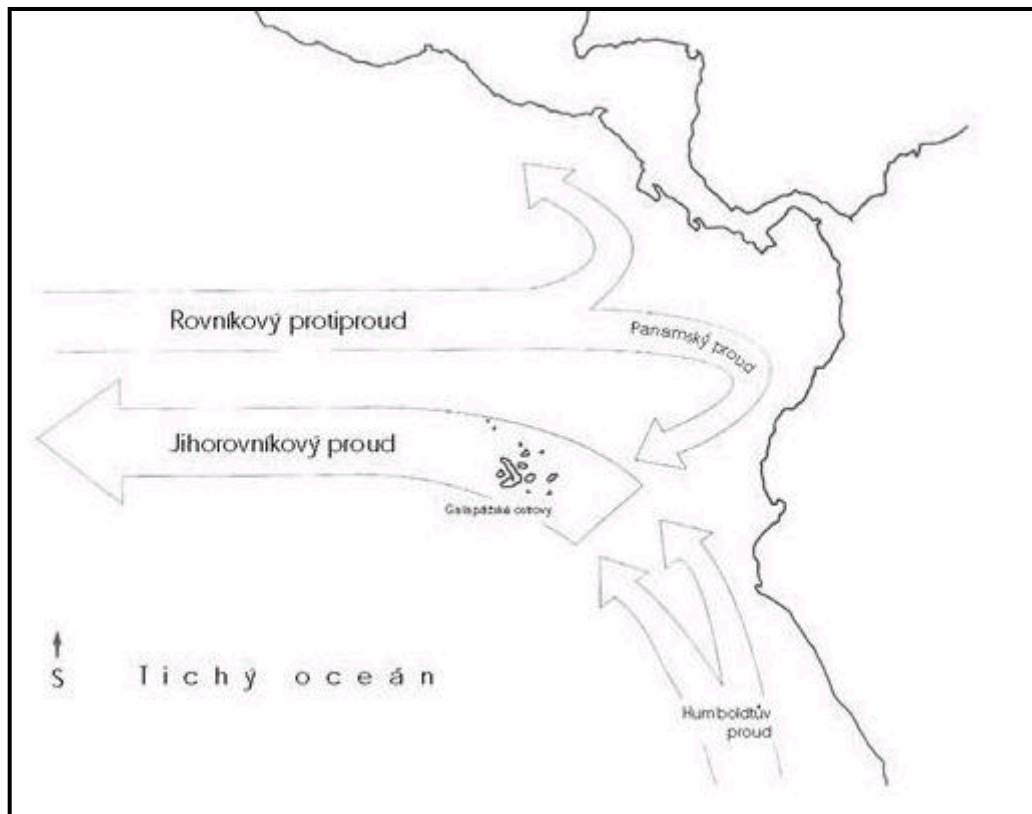 Rovníkový protiproud
Panamský proud
Jihorovníkový proud
Galapážské ostrovy
S
Tichý oceán
Humboldtův
proud